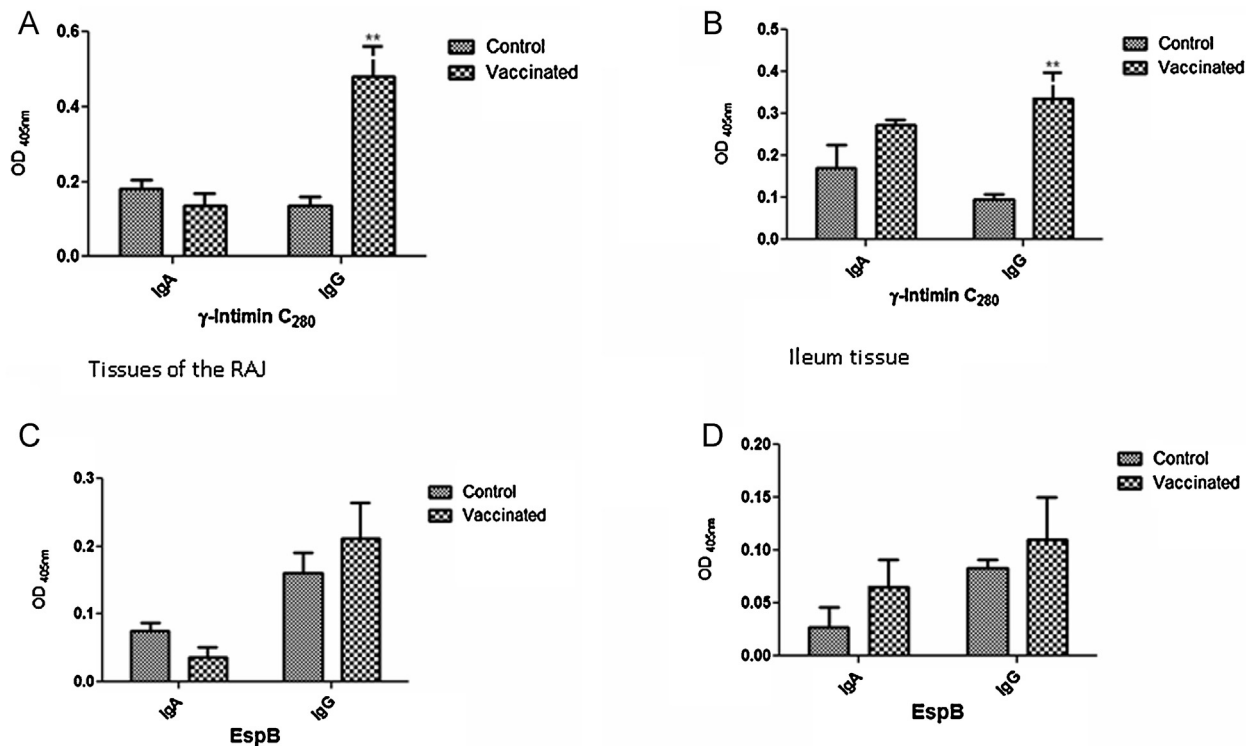 A
0.6
0.4
0.2
0.0
OD 405nm
**
Control
Vaccinated
IgA
IgG
γ-Intimin C280
Tissues of the RAJ
B
0.5
0.4
0.3
0.2
0.1
0.0
OD 405nm
**
Control
Vaccinated
IgA
IgG
γ-Intimin C280
Ileum tissue
C
0.3
0.2
0.1
0.0
OD 405nm
Control
Vaccinated
IgA
IgG
EspB
D
0.20
0.15
0.10
0.05
0.00
OD 405nm
Control
Vaccinated
IgA
IgG
EspB